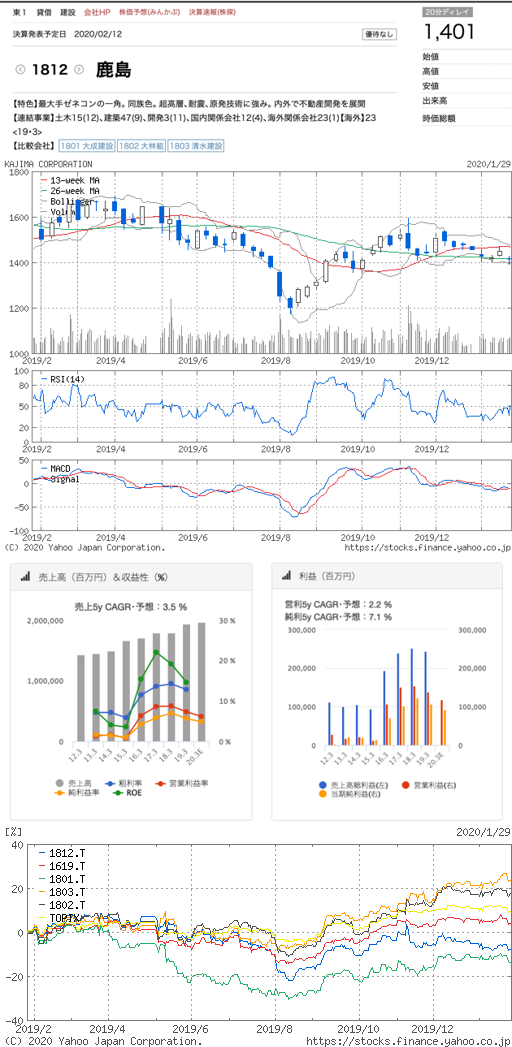 東1 貸借 建設 会社HP 株価予想(みんかぶ) 決算速報(株探)
20分ディレイ
決算発表予定日 2020/02/12
優待なし
1,401
始値
高値
安値
出来高
時価総額
1812 鹿島
【特色】最大手ゼネコンの一角。同族色。超高層、耐震、原発技術に強み。内外で不動産開発を展開
【連結事業】土木15(12)、建築47(9)、開発3(11)、国内関係会社12(4)、海外関係会社23(1)【海外】23
<19・3>
【比較会社】 1801 大成建設 1802 大林組 1803 清水建設
KAJIMA CORPORATION 2020/1/29
1800
1600
1400
1200
1000
13-week MA
26-week MA
Bollinger
Volum
2019/2 2019/4 2019/6 2019/8 2019/10 2019/12
100
50
0
RSI(14)
2019/2 2019/4 2019/6 2019/8 2019/10 2019/12
50
0
-50
-100
MACD
Signal
2019/2 2019/4 2019/6 2019/8 2019/10 2019/12
(C) 2020 Yahoo Japan Corporation. https://stocks.finance.yahoo.co.jp
売上高（百万円）＆収益性（%）
売上5y CAGR・予想：3.5 %
2,000,000
1,000,000
0
30 %
20 %
10 %
0 %
12.3 13.3 14.3 15.3 16.3 17.3 18.3 19.3 20.3E
売上高 粗利率 営業利益率
純利益率 ROE
利益（百万円）
営利5y CAGR・予想：2.2 %
純利5y CAGR・予想：7.1 %
300,000
200,000
100,000
0
300,000
200,000
100,000
0
12.3 13.3 14.3 15.3 16.3 17.3 18.3 19.3 20.3E
売上高総利益(左) 営業利益(右)
当期純利益(右)
[%] 2020/1/29
40
20
0
-20
-40
1812.T
1619.T
1801.T
1803.T
1802.T
TOPIX
2019/2 2019/4 2019/6 2019/8 2019/10 2019/12
(C) 2020 Yahoo Japan Corporation. https://stocks.finance.yahoo.co.jp